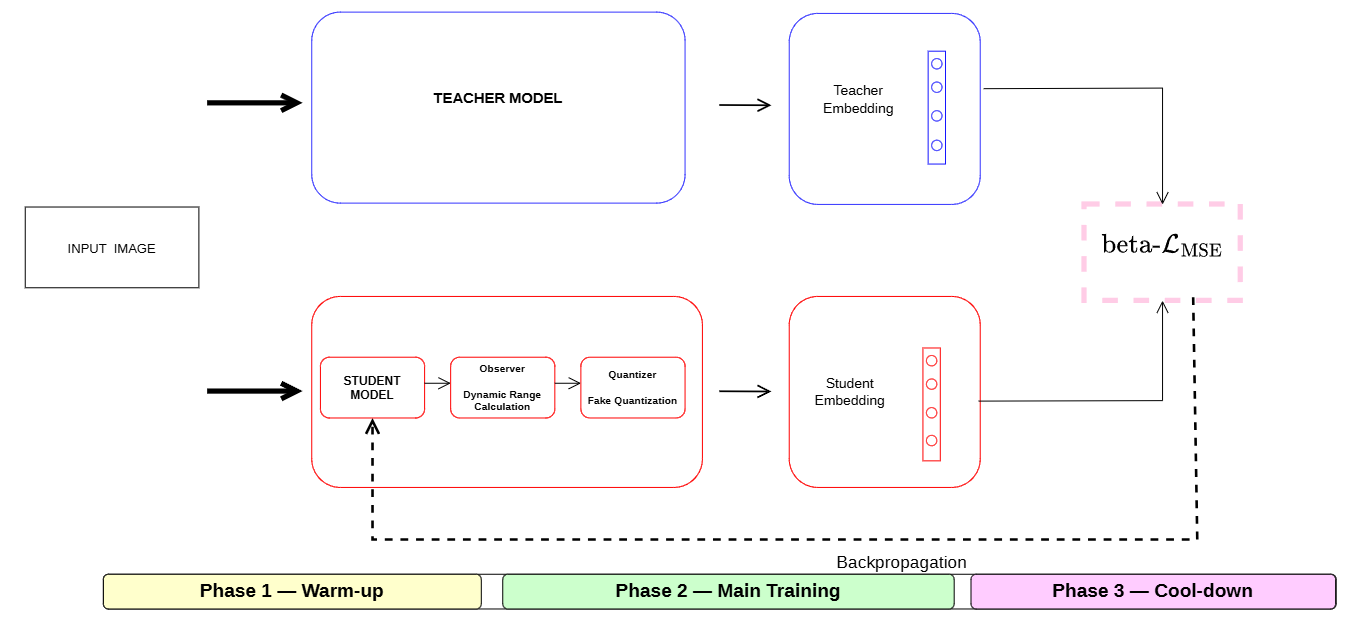 TEACHER MODEL
Teacher
Embedding
INPUT IMAGE
beta-ℒMSE
STUDENT
MODEL
Observer
Dynamic Range
Calculation
Quantizer
Fake Quantization
Student
Embedding
Backpropagation
Phase 1 — Warm-up
Phase 2 — Main Training
Phase 3 — Cool-down